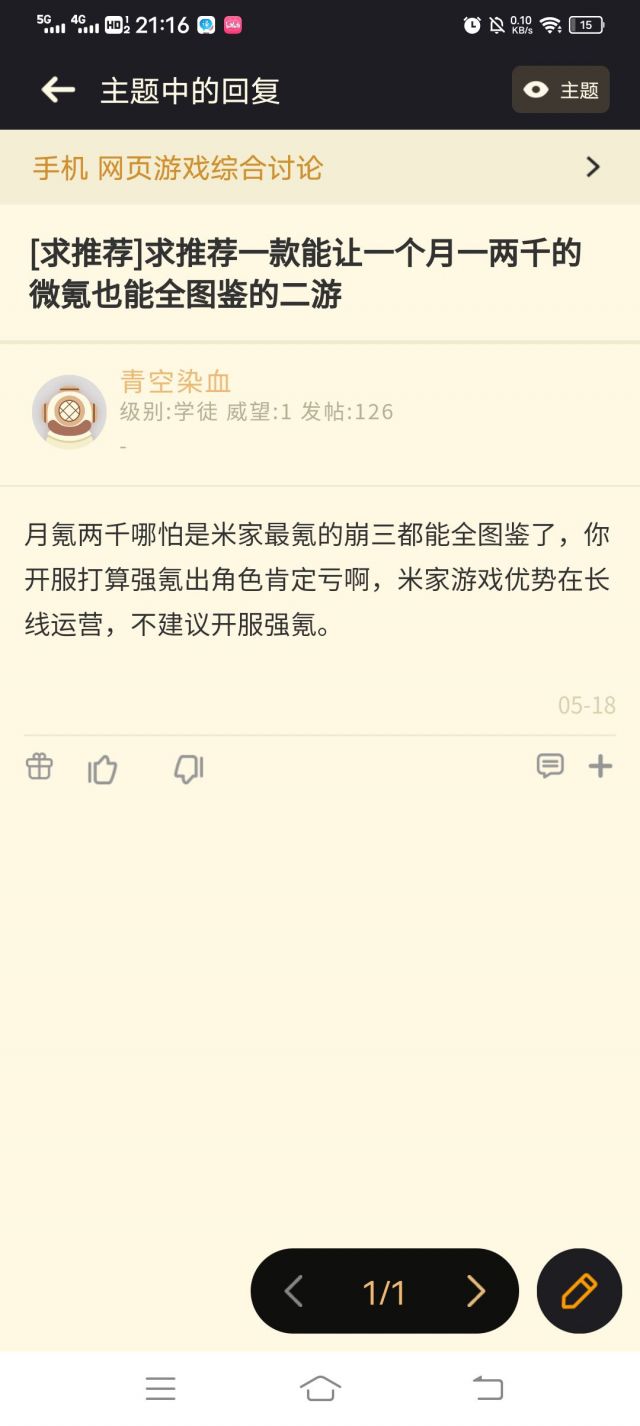 5G 4G HD 1 2 21:16 0.10 KB/s 15
主题中的回复
主题
手机 网页游戏综合讨论
[求推荐]求推荐一款能让一个月一两千的
微氪也能全图鉴的二游
青空染血
级别:学徒 威望:1 发帖:126
-
月氪两千哪怕是米家最氪的崩三都能全图鉴了，你
开服打算强氪出角色肯定亏啊，米家游戏优势在长
线运营，不建议开服强氪。
05-18
1/1